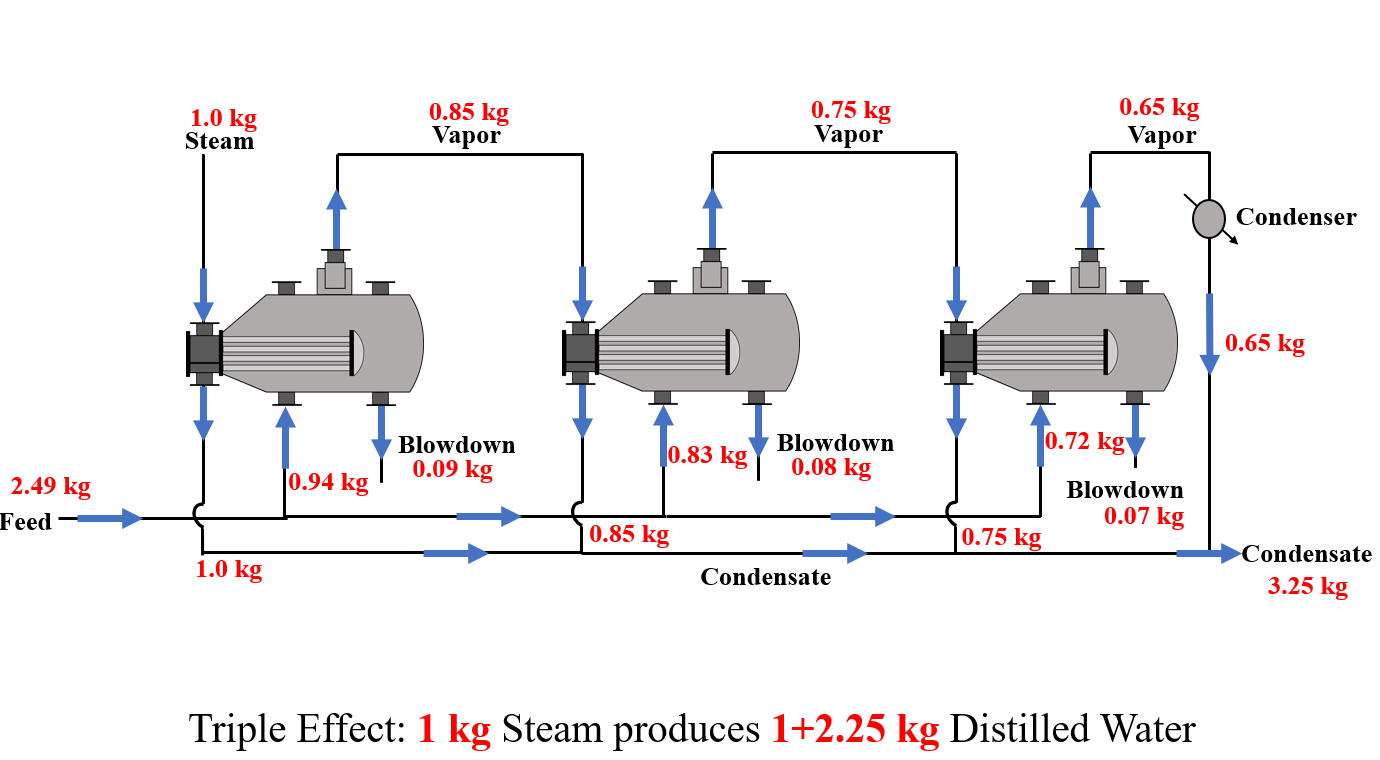 1.0 kg
Steam
0.85 kg
Vapor
0.75 kg
Vapor
0.65 kg
Vapor
Condenser
0.65 kg
2.49 kg
Feed
0.94 kg
Blowdown
0.09 kg
0.83 kg
Blowdown
0.08 kg
0.72 kg
Blowdown
0.07 kg
1.0 kg
0.85 kg
0.75 kg
Condensate
Condensate
3.25 kg
Triple Effect: 1 kg Steam produces 1+2.25 kg Distilled Water